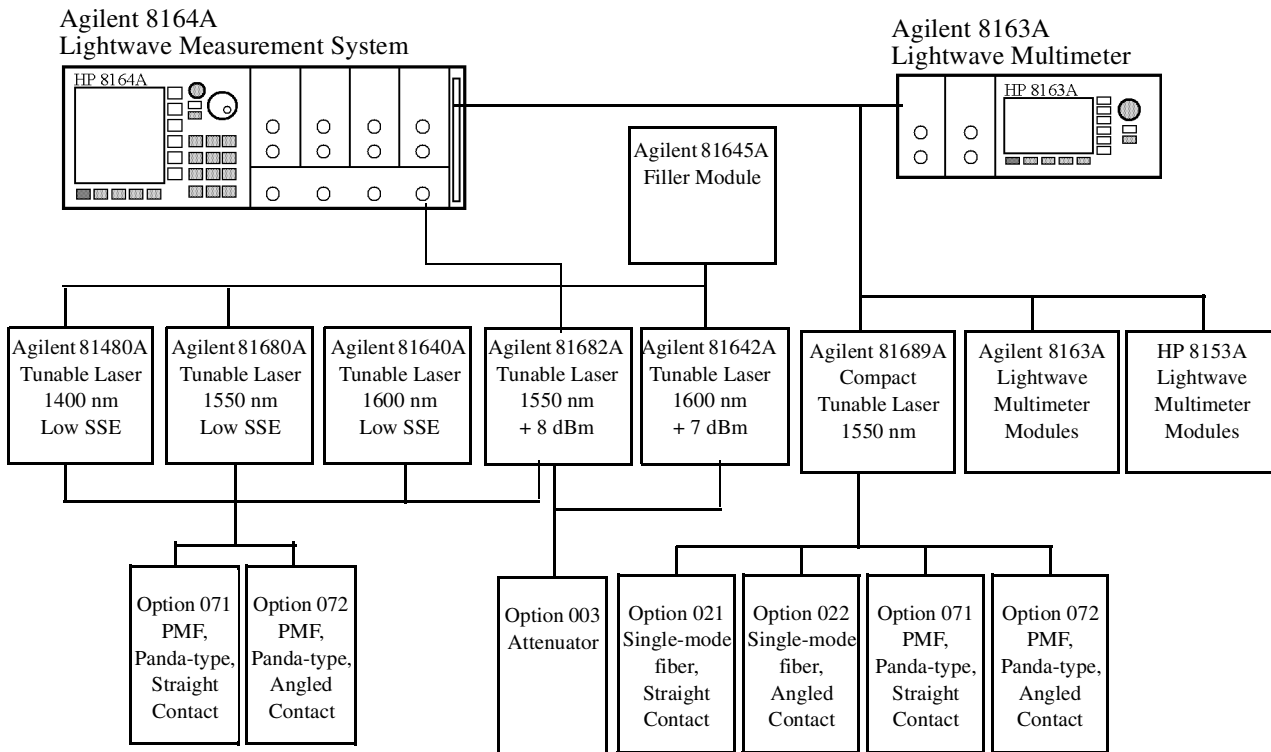 Agilent 8164A
Lightwave Measurement System
Agilent 8163A
Lightwave Multimeter
HP 8164A
HP 8163A
Agilent 81645A
Filler Module
Agilent 81480A
Tunable Laser
1400 nm
Low SSE
Agilent 81680A
Tunable Laser
1550 nm
Low SSE
Agilent 81640A
Tunable Laser
1600 nm
Low SSE
Agilent 81682A
Tunable Laser
1550 nm
+ 8 dBm
Agilent 81642A
Tunable Laser
1600 nm
+ 7 dBm
Agilent 81689A
Compact
Tunable Laser
1550 nm
Agilent 8163A
Lightwave
Multimeter
Modules
HP 8153A
Lightwave
Multimeter
Modules
Option 071
PMF,
Panda-type,
Straight
Contact
Option 072
PMF,
Panda-type,
Angled
Contact
Option 003
Attenuator
Option 021
Single-mode
fiber,
Straight
Contact
Option 022
Single-mode
fiber,
Angled
Contact
Option 071
PMF,
Panda-type,
Straight
Contact
Option 072
PMF,
Panda-type,
Angled
Contact